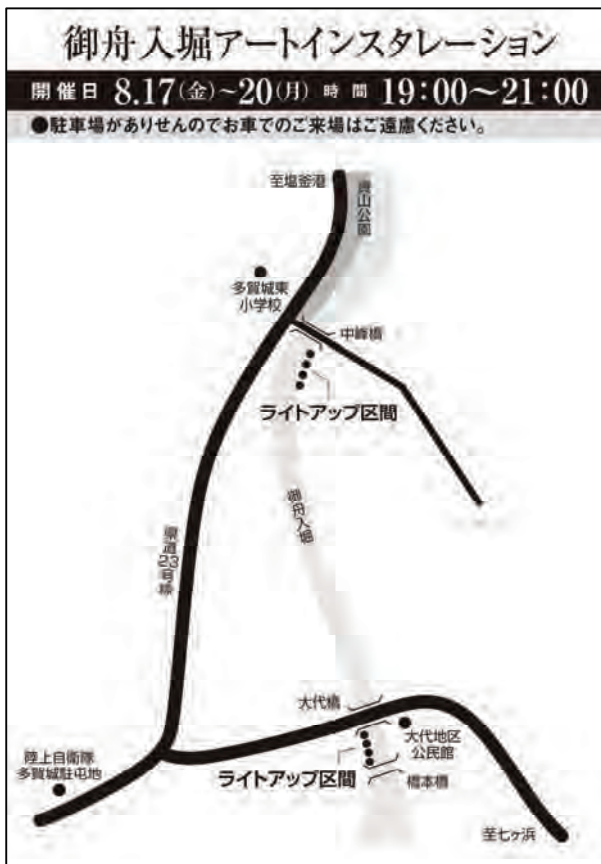 御舟入堀アートインスタレーション
開催日 8.17(金)~20(月) 時間 19:00~21:00
●駐車場がありせんのでお車でのご来場はご遠慮ください。
至塩釜港
貞山公園
多賀城東
小学校
中峰橋
ライトアップ区間
御舟入堀
県道23号線
大代橋
大代地区
公民館
陸上自衛隊
多賀城駐屯地
ライトアップ区間
橋本橋
至七ヶ浜